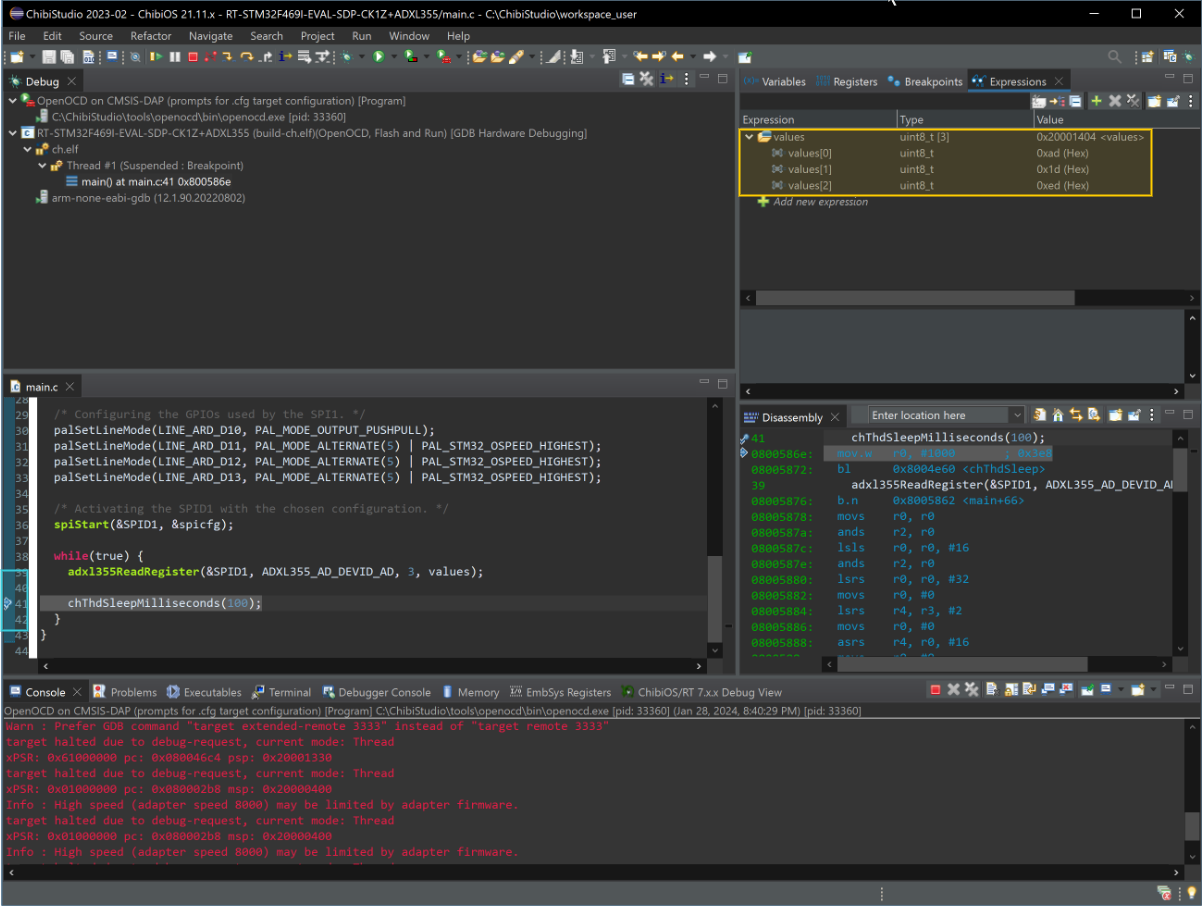 ChibiStudio 2023-02 - ChibiOS 21.11.x - RT-STM32F469I-EVAL-SDP-CK1Z+ADXL355/main.c - C:\ChibiStudio\workspace_user
File Edit Source Refactor Navigate Search Project Run Window Help
Debug
OpenOCD on CMSIS-DAP (prompts for .cfg target configuration) [Program]
C:\ChibiStudio\tools\openocd\bin\openocd.exe [pid: 33360]
RT-STM32F469I-EVAL-SDP-CK1Z+ADXL355 (build-ch.elf)(OpenOCD, Flash and Run) [GDB Hardware Debugging]
ch.elf
Thread #1 (Suspended : Breakpoint)
main() at main.c:41 0x800586e
arm-none-eabi-gdb (12.1.90.20220802)
Variables Registers Breakpoints Expressions
Expression Type Value
values uint8_t [3] 0x20001404 <values>
values[0] uint8_t 0xad (Hex)
values[1] uint8_t 0x1d (Hex)
values[2] uint8_t 0xed (Hex)
Add new expression
main.c
28
29 /* Configuring the GPIOs used by the SPI1. */
30 palSetLineMode(LINE_ARD_D10, PAL_MODE_OUTPUT_PUSHPULL);
31 palSetLineMode(LINE_ARD_D11, PAL_MODE_ALTERNATE(5) | PAL_STM32_OSPEED_HIGHEST);
32 palSetLineMode(LINE_ARD_D12, PAL_MODE_ALTERNATE(5) | PAL_STM32_OSPEED_HIGHEST);
33 palSetLineMode(LINE_ARD_D13, PAL_MODE_ALTERNATE(5) | PAL_STM32_OSPEED_HIGHEST);
34
35 /* Activating the SPID1 with the chosen configuration. */
36 spiStart(&SPID1, &spicfg);
37
38 while(true) {
39 adxl355ReadRegister(&SPID1, ADXL355_AD_DEVID_AD, 3, values);
40
41 chThdSleepMilliseconds(100);
42 }
43 }
44
Disassembly Enter location here
41 chThdSleepMilliseconds(100);
0800586e: mov.w r0, #1000 ; 0x3e8
08005872: bl 0x8004e60 <chThdSleep>
39 adxl355ReadRegister(&SPID1, ADXL355_AD_DEVID_A
08005876: b.n 0x8005862 <main+66>
08005878: movs r0, r0
0800587a: ands r2, r0
0800587c: lsls r0, r0, #16
0800587e: ands r2, r0
08005880: lsrs r0, r0, #32
08005882: movs r0, #0
08005884: lsrs r4, r3, #2
08005886: movs r0, #0
08005888: asrs r4, r0, #16
Console Problems Executables Terminal Debugger Console Memory EmbSys Registers ChibiOS/RT 7.x.x Debug View
OpenOCD on CMSIS-DAP (prompts for .cfg target configuration) [Program] C:\ChibiStudio\tools\openocd\bin\openocd.exe [pid: 33360] (Jan 28, 2024, 8:40:29 PM) [pid: 33360]
Warn : Prefer GDB command "target extended-remote 3333" instead of "target remote 3333"
target halted due to debug-request, current mode: Thread
xPSR: 0x61000000 pc: 0x080046c4 psp: 0x20001330
target halted due to debug-request, current mode: Thread
xPSR: 0x01000000 pc: 0x080002b8 msp: 0x20000400
Info : High speed (adapter speed 8000) may be limited by adapter firmware.
target halted due to debug-request, current mode: Thread
xPSR: 0x01000000 pc: 0x080002b8 msp: 0x20000400
Info : High speed (adapter speed 8000) may be limited by adapter firmware.